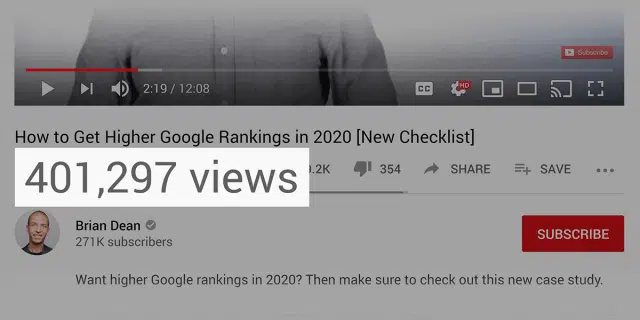 Subscribe
2:19 / 12:08
CC
HD
How to Get Higher Google Rankings in 2020 [New Checklist]
401,297 views
.2K 354 SHARE SAVE
Brian Dean
271K subscribers
SUBSCRIBE
Want higher Google rankings in 2020? Then make sure to check out this new case study.